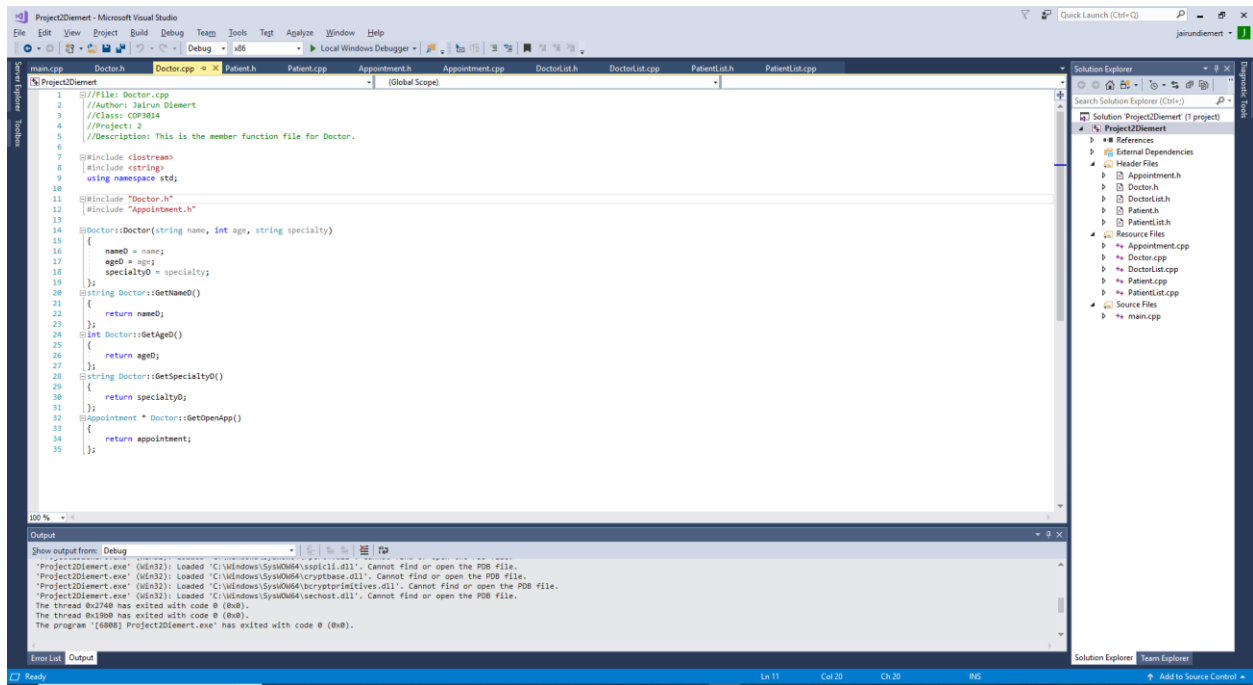 Project2Diemert - Microsoft Visual Studio
Quick Launch (Ctrl+Q)
File Edit View Project Build Debug Team Tools Test Analyze Window Help
jairundiemert J
Debug x86 Local Windows Debugger
Server Explorer
Toolbox
main.cpp Doctor.h Doctor.cpp Patient.h Patient.cpp Appointment.h Appointment.cpp DoctorList.h DoctorList.cpp PatientList.h PatientList.cpp
Project2Diemert (Global Scope)
1 //File: Doctor.cpp
2 //Author: Jairun Diemert
3 //Class: COP3014
4 //Project: 2
5 //Description: This is the member function file for Doctor.
6
7 #include <iostream>
8 #include <string>
9 using namespace std;
10
11 #include "Doctor.h"
12 #include "Appointment.h"
13
14 Doctor::Doctor(string name, int age, string specialty)
15 {
16 nameD = name;
17 ageD = age;
18 specialtyD = specialty;
19 };
20 string Doctor::GetNameD()
21 {
22 return nameD;
23 };
24 int Doctor::GetAgeD()
25 {
26 return ageD;
27 };
28 string Doctor::GetSpecialtyD()
29 {
30 return specialtyD;
31 };
32 Appointment * Doctor::GetOpenApp()
33 {
34 return appointment;
35 };
100 %
Output
Show output from: Debug
'Project2Diemert.exe' (Win32): Loaded 'C:\Windows\SysWOW64\sspicli.dll'. Cannot find or open the PDB file.
'Project2Diemert.exe' (Win32): Loaded 'C:\Windows\SysWOW64\cryptbase.dll'. Cannot find or open the PDB file.
'Project2Diemert.exe' (Win32): Loaded 'C:\Windows\SysWOW64\bcryptprimitives.dll'. Cannot find or open the PDB file.
'Project2Diemert.exe' (Win32): Loaded 'C:\Windows\SysWOW64\sechost.dll'. Cannot find or open the PDB file.
The thread 0x2740 has exited with code 0 (0x0).
The thread 0x19b0 has exited with code 0 (0x0).
The program '[6808] Project2Diemert.exe' has exited with code 0 (0x0).
Error List Output
Solution Explorer
Search Solution Explorer (Ctrl+;)
Solution 'Project2Diemert' (1 project)
Project2Diemert
References
External Dependencies
Header Files
Appointment.h
Doctor.h
DoctorList.h
Patient.h
PatientList.h
Resource Files
Appointment.cpp
Doctor.cpp
DoctorList.cpp
Patient.cpp
PatientList.cpp
Source Files
main.cpp
Solution Explorer Team Explorer
Diagnostic Tools
Ready Ln 11 Col 20 Ch 20 INS Add to Source Control